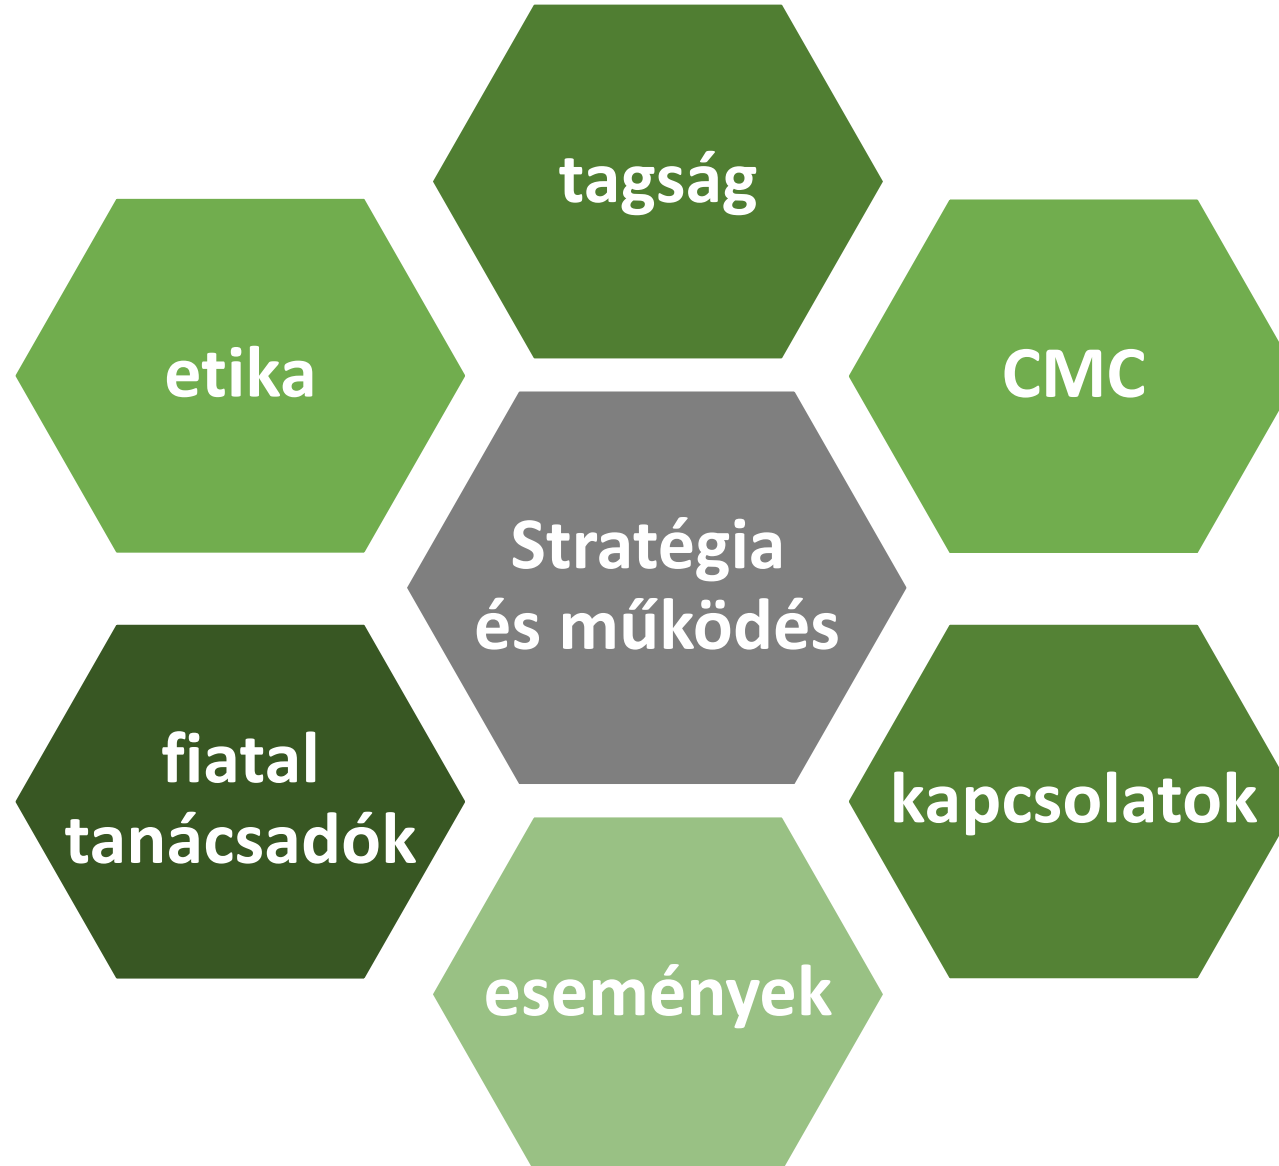 tagság
etika
CMC
Stratégia
és működés
fiatal
tanácsadók
kapcsolatok
események